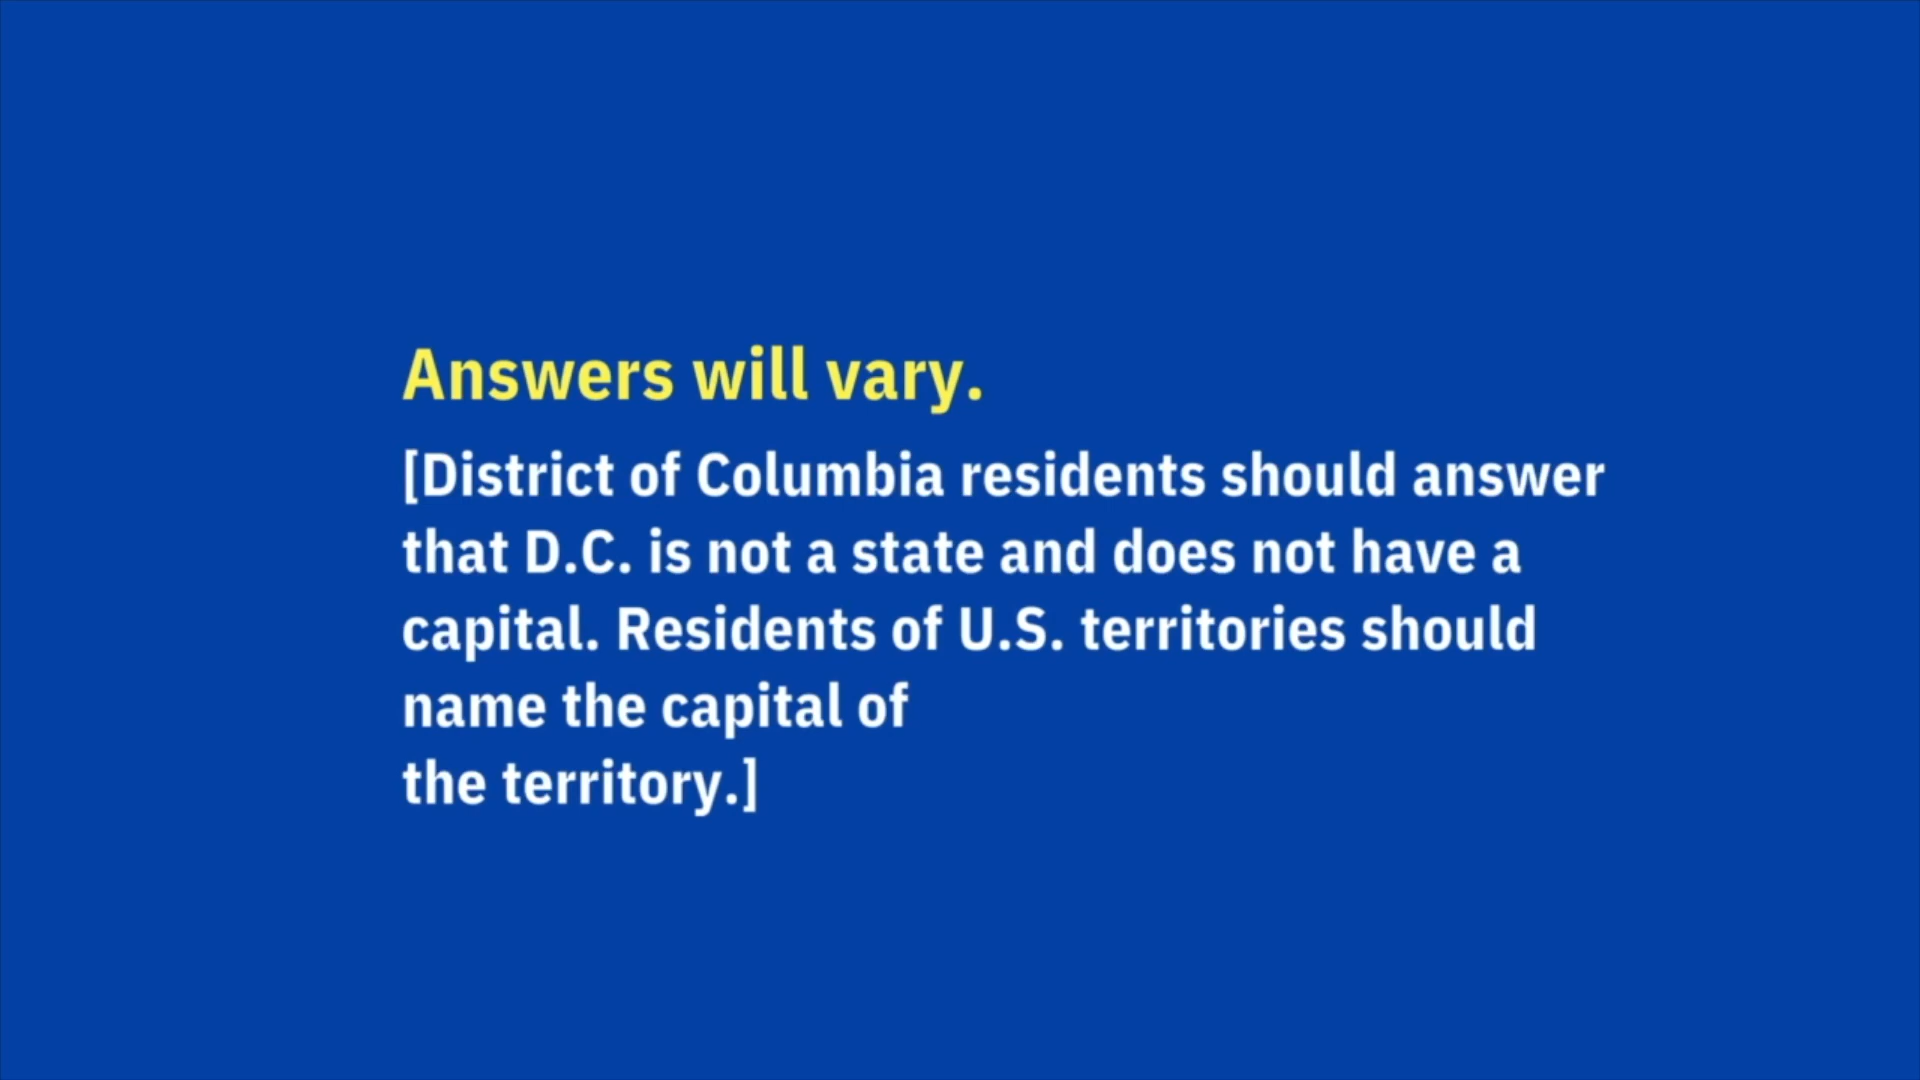 Answers will vary.
[District of Columbia residents should answer
that D.C. is not a state and does not have a
capital. Residents of U.S. territories should
name the capital of
the territory.]